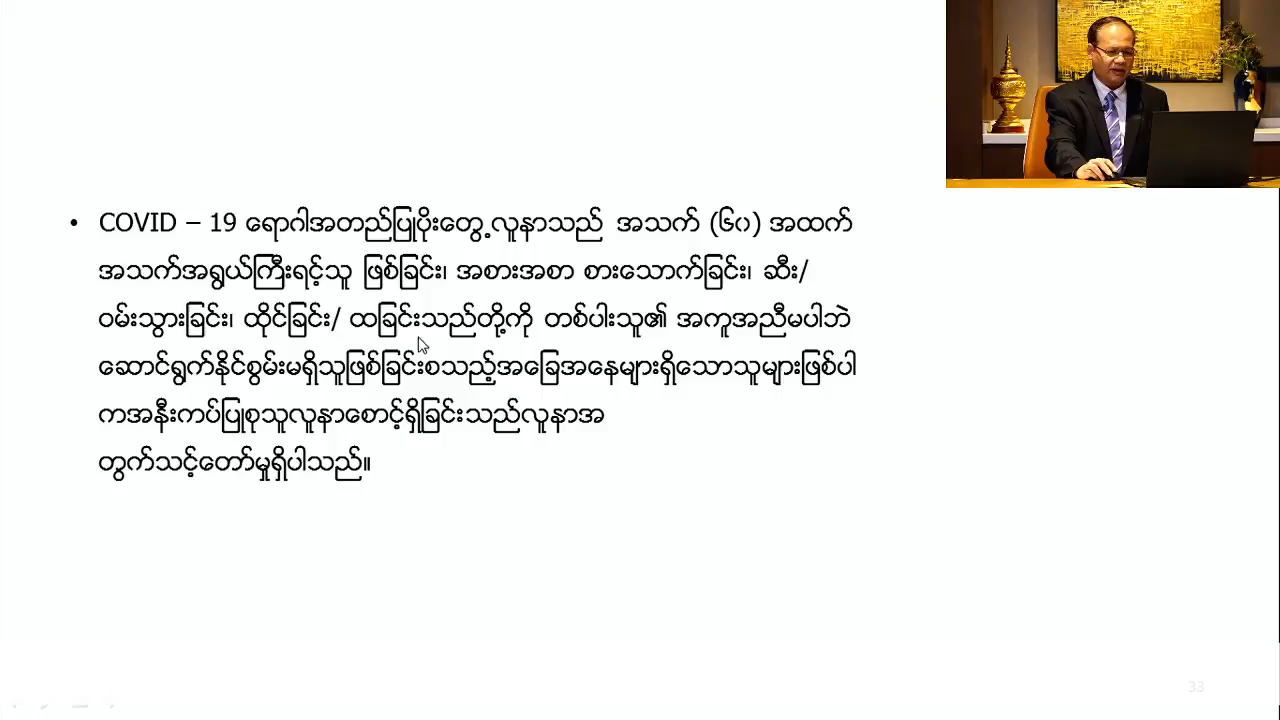 • COVID – 19 ရောဂါအတည်ပြုပိုးတွေ့လူနာသည် အသက် (၆၀) အထက်
အသက်အရွယ်ကြီးရင့်သူ ဖြစ်ခြင်း၊ အစားအစာ စားသောက်ခြင်း၊ ဆီး/
ဝမ်းသွားခြင်း၊ ထိုင်ခြင်း/ ထခြင်းသည်တို့ကို တစ်ပါးသူ၏ အကူအညီမပါဘဲ
ဆောင်ရွက်နိုင်စွမ်းမရှိသူဖြစ်ခြင်းစသည့်အခြေအနေများရှိသောသူများဖြစ်ပါ
ကအနီးကပ်ပြုစုသူလူနာစောင့်ရှိခြင်းသည်လူနာအ
တွက်သင့်တော်မှုရှိပါသည်။
33